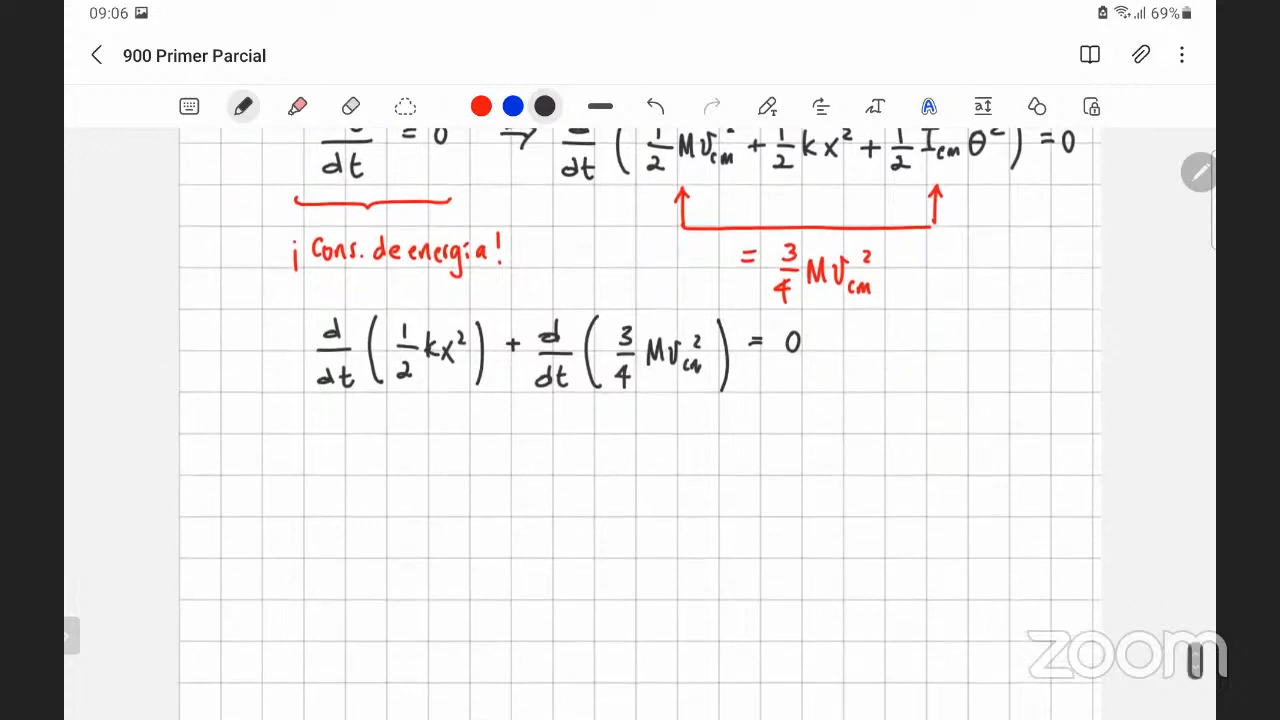 09:06 69%
900 Primer Parcial
dt = 0 ⇒ dt ( 1/2 M v_cm + 1/2 k x² + 1/2 I_cm θ² ) = 0
¡ Cons. de energía !
= 3/4 M v_cm²
d/dt ( 1/2 k x² ) + d/dt ( 3/4 M v_cm² ) = 0
zoom